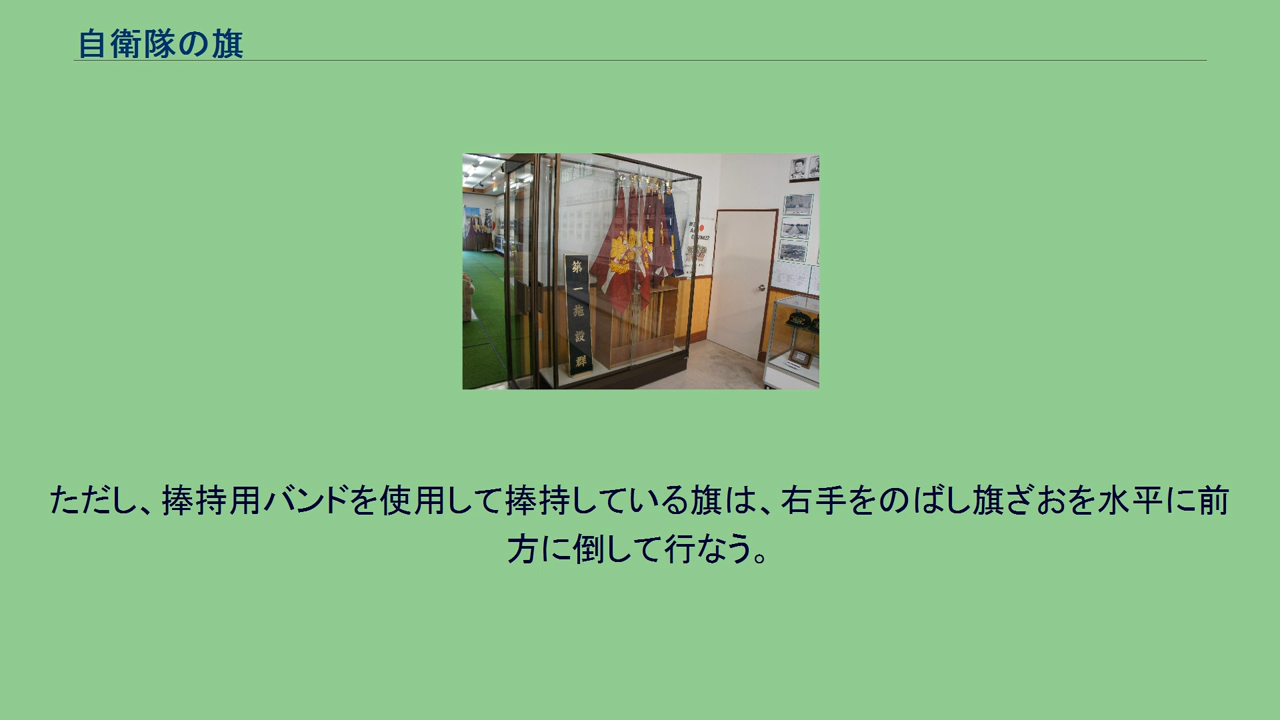 自衛隊の旗
第一施設群
ただし、捧持用バンドを使用して捧持している旗は、右手をのばし旗ざおを水平に前
方に倒して行なう。